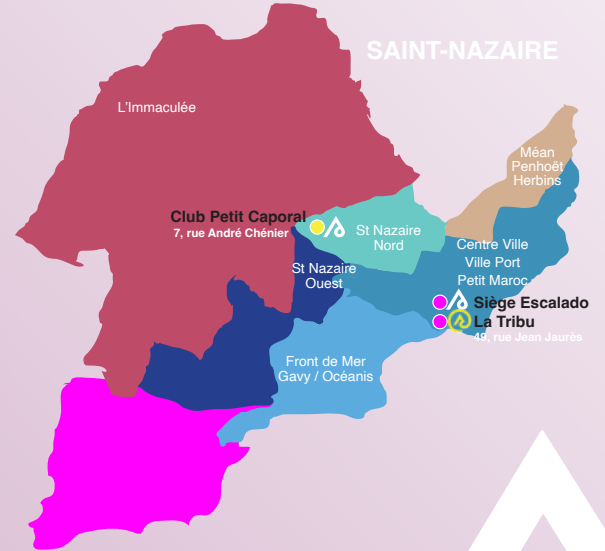 SAINT-NAZAIRE
L'Immaculée
Méan
Penhoët
Herbins
Club Petit Caporal
7, rue André Chénier
St Nazaire
Nord
Centre Ville
Ville Port
Petit Maroc
St Nazaire
Ouest
Siège Escalado
La Tribu
49, rue Jean Jaurès
Front de Mer
Gavy / Océanis